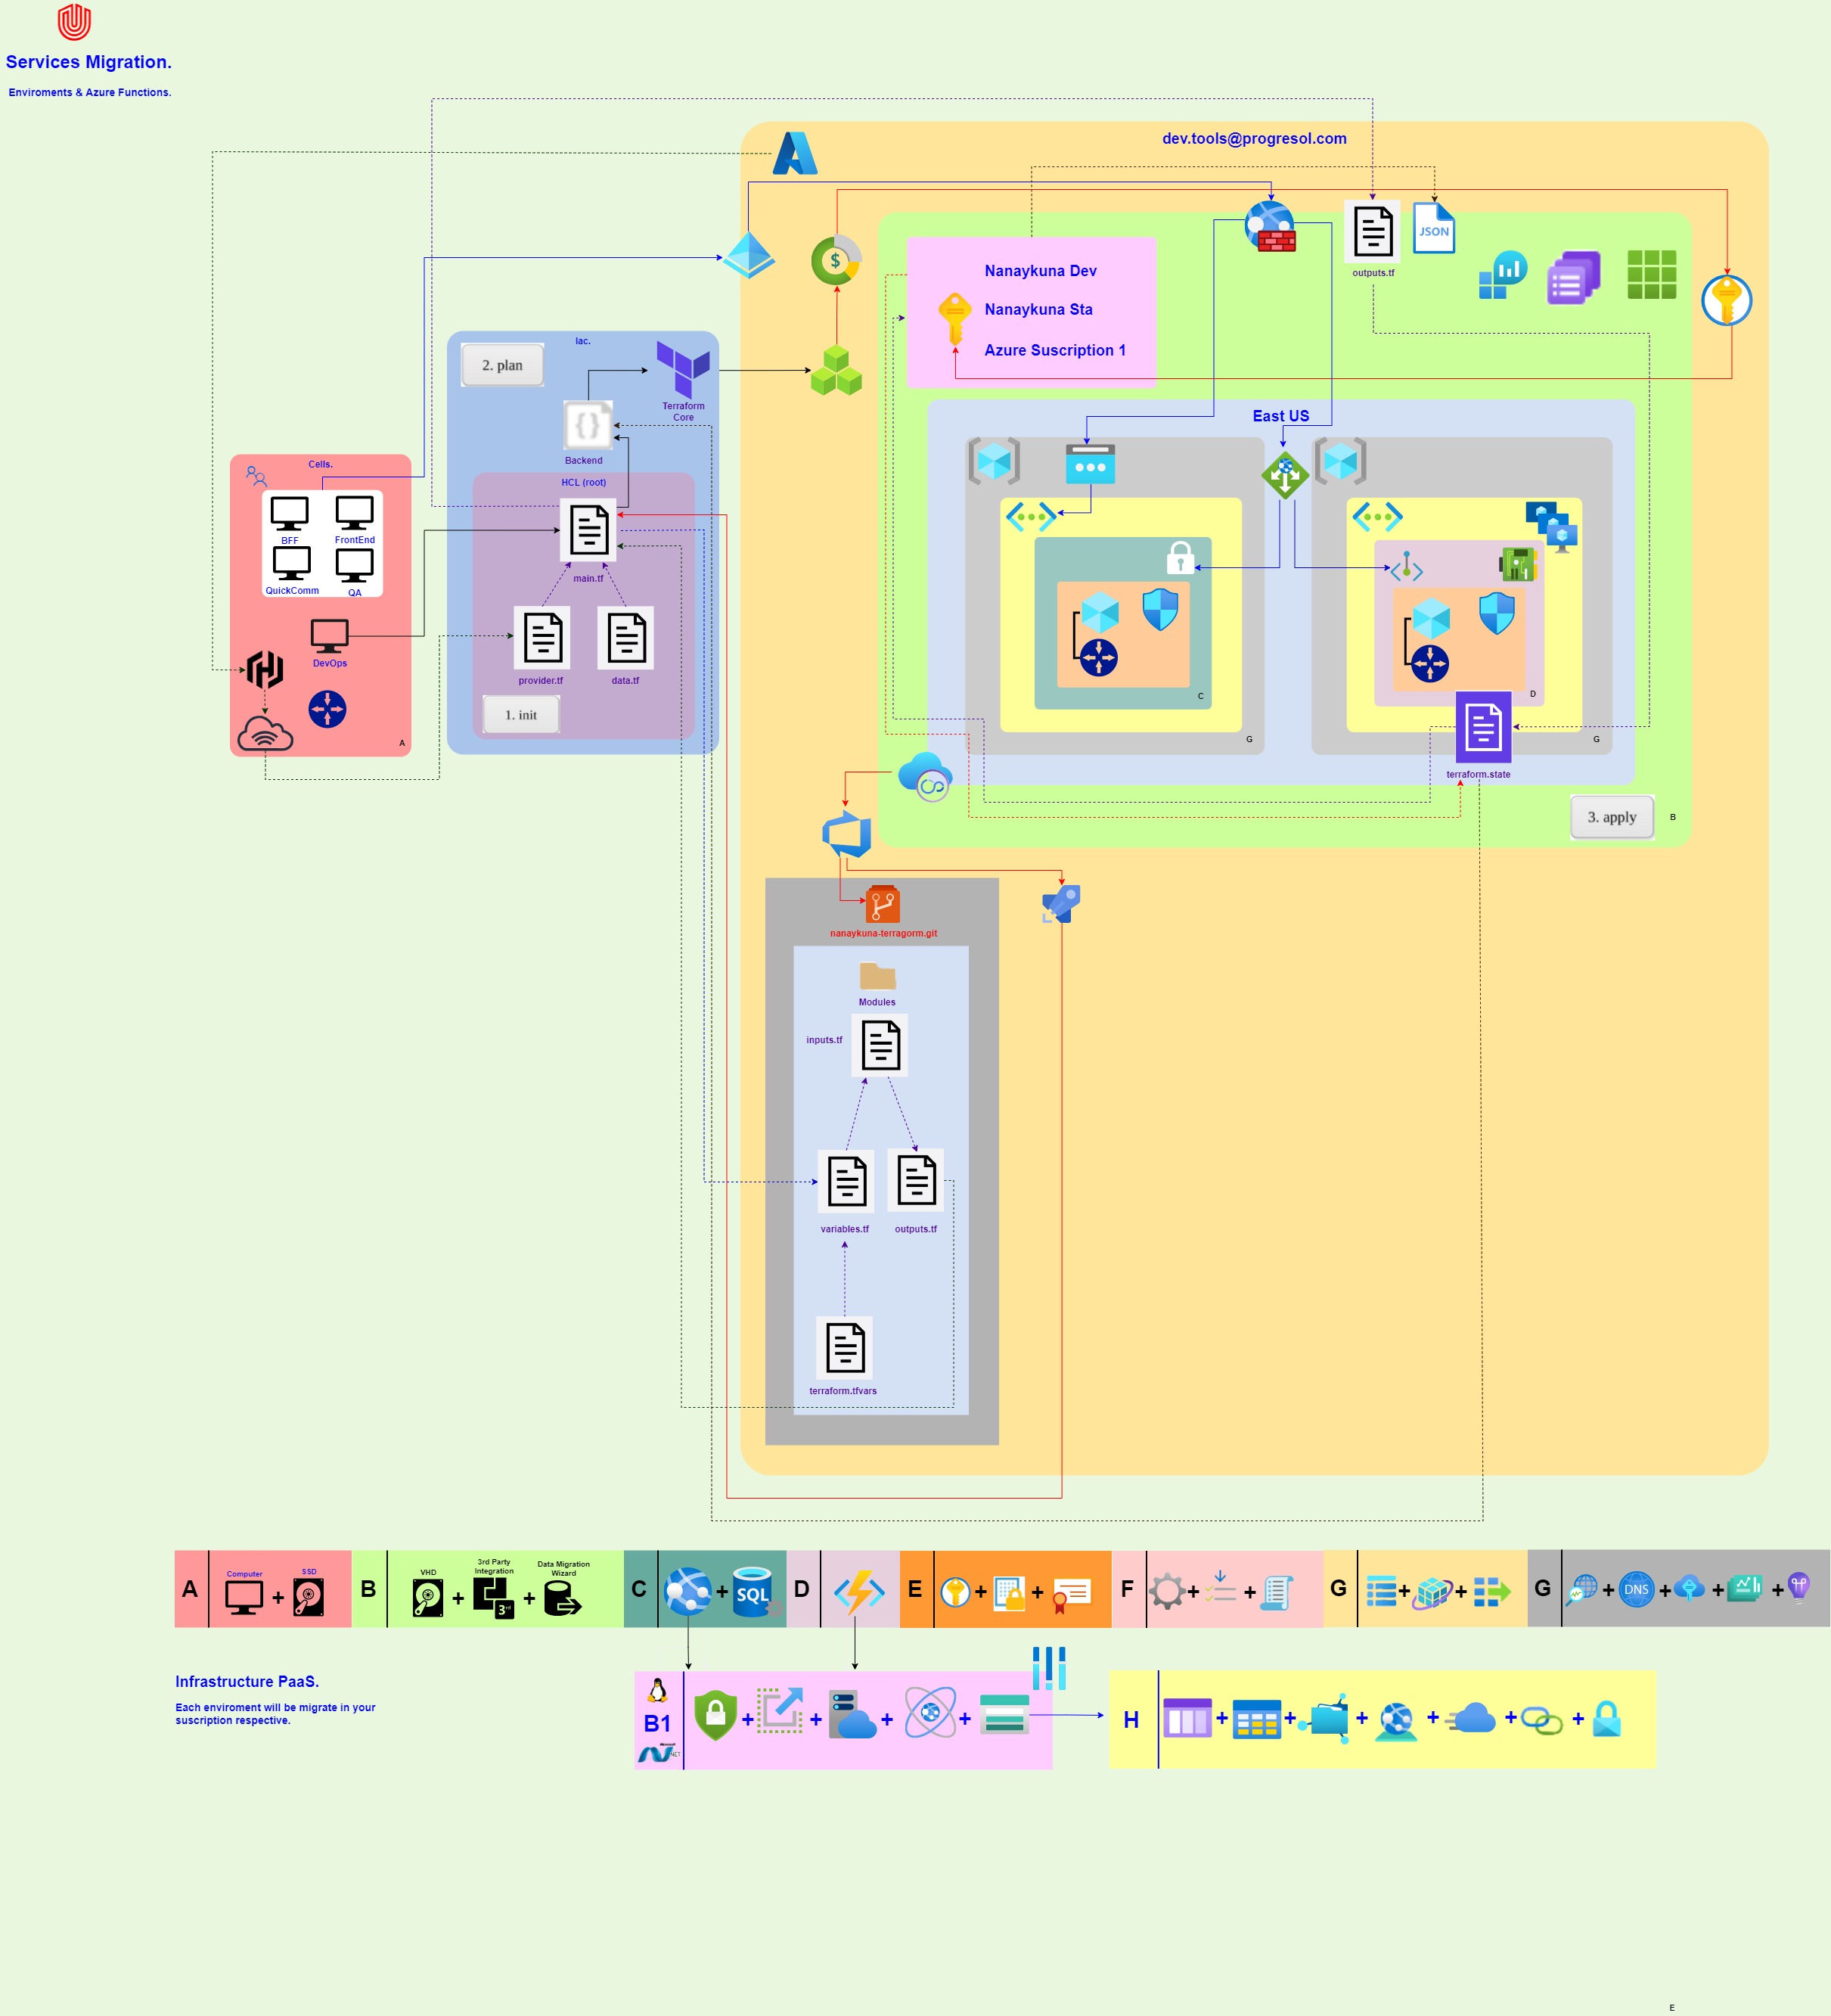 Services Migration.
Enviroments & Azure Functions.
dev.tools@progresol.com
JSON
outputs.tf
$
Nanaykuna Dev
Nanaykuna Sta
Azure Suscription 1
Iac.
2. plan
Terraform
Core
{ }
Backend
HCL (root)
main.tf
provider.tf
data.tf
1. init
Cells.
BFF
FrontEnd
QuickComm
QA
DevOps
A
East US
C
D
G
G
terraform.state
3. apply
B
nanaykuna-terragorm.git
Modules
inputs.tf
variables.tf
outputs.tf
terraform.tfvars
A
Computer
+
SSD
B
VHD
+
3rd Party
Integration
3rd
+
Data Migration
Wizard
C
+
SQL
D
E
+
+
F
+
+
G
+
+
G
+
DNS
+
+
+
Infrastructure PaaS.
Each enviroment will be migrate in your
suscription respective.
B1
Microsoft
.NET
+
+
+
+
H
+
+
+
+
+
+
E